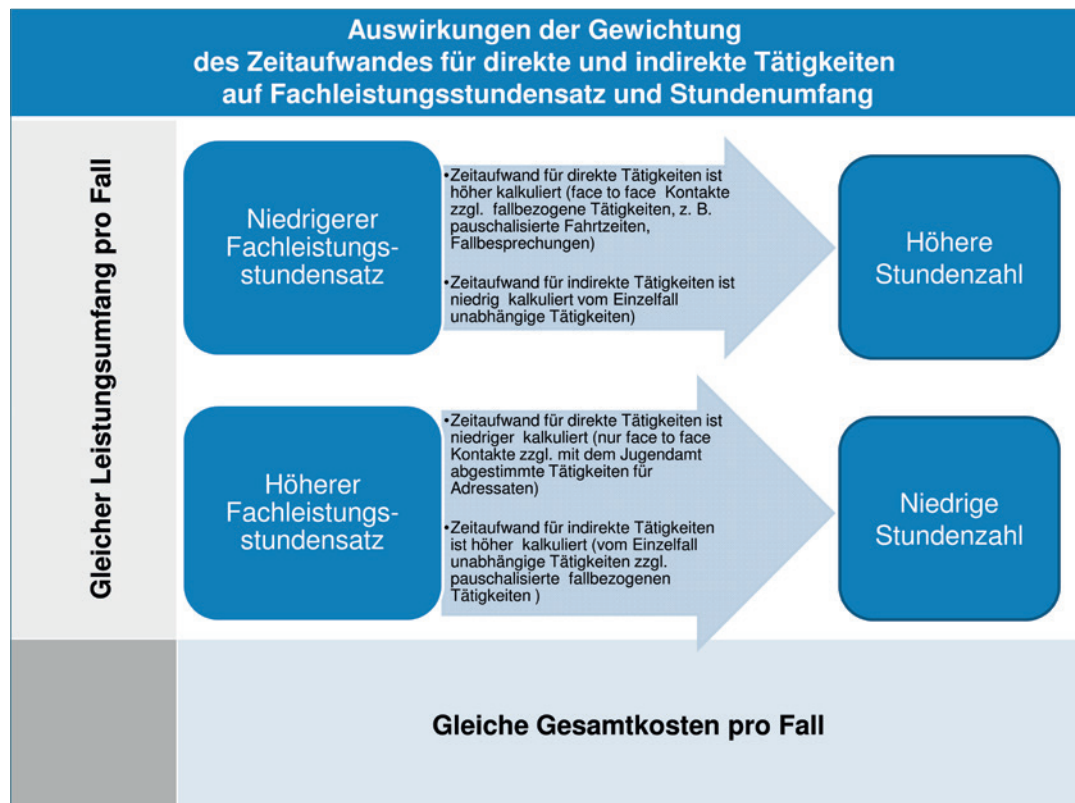 Auswirkungen der Gewichtung
des Zeitaufwandes für direkte und indirekte Tätigkeiten
auf Fachleistungsstundensatz und Stundenumfang
Gleicher Leistungsumfang pro Fall
Niedrigerer
Fachleistungs-
stundensatz
•Zeitaufwand für direkte Tätigkeiten ist
höher kalkuliert (face to face Kontakte
zzgl. fallbezogene Tätigkeiten, z. B.
pauschalisierte Fahrtzeiten,
Fallbesprechungen)
•Zeitaufwand für indirekte Tätigkeiten ist
niedrig kalkuliert vom Einzelfall
unabhängige Tätigkeiten)
Höhere
Stundenzahl
Höherer
Fachleistungs-
stundensatz
•Zeitaufwand für direkte Tätigkeiten ist
niedriger kalkuliert (nur face to face
Kontakte zzgl. mit dem Jugendamt
abgestimmte Tätigkeiten für
Adressaten)
•Zeitaufwand für indirekte Tätigkeiten
ist höher kalkuliert (vom Einzelfall
unabhängige Tätigkeiten zzgl.
pauschalisierte fallbezogenen
Tätigkeiten )
Niedrige
Stundenzahl
Gleiche Gesamtkosten pro Fall